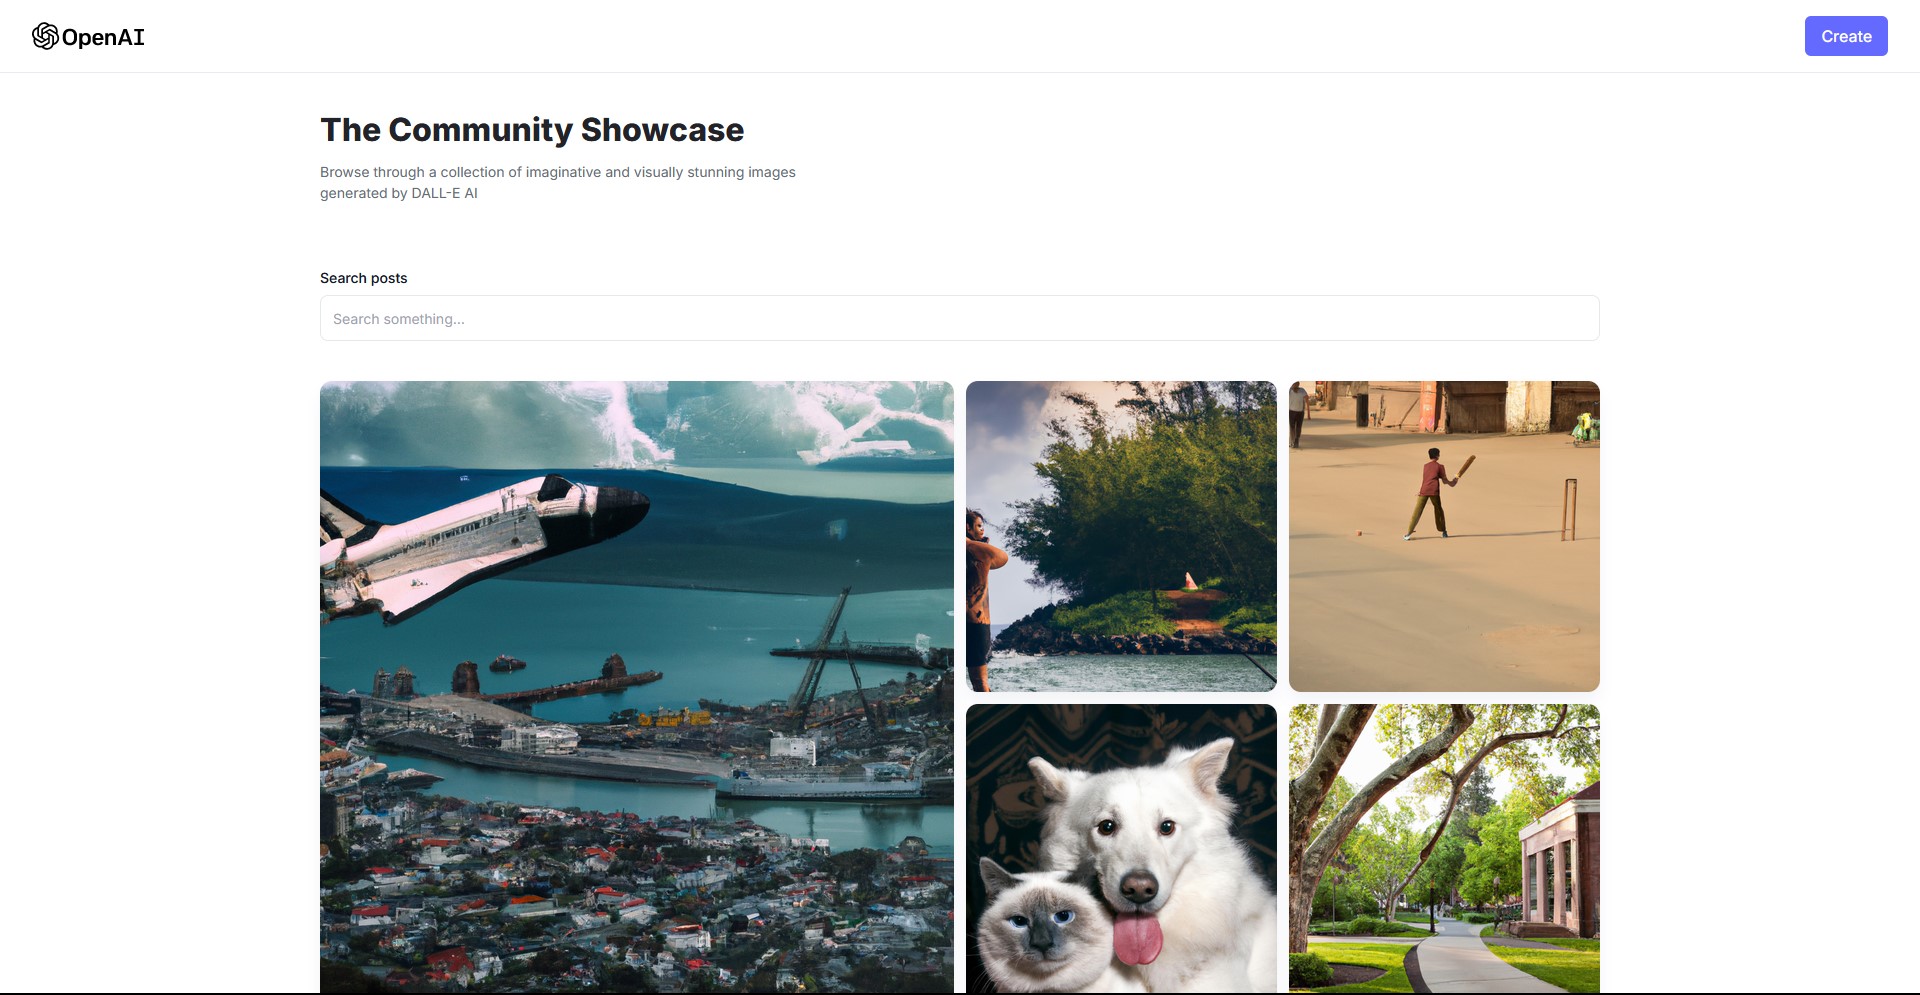 OpenAI
Create
The Community Showcase
Browse through a collection of imaginative and visually stunning images
generated by DALL-E AI
Search posts
Search something...